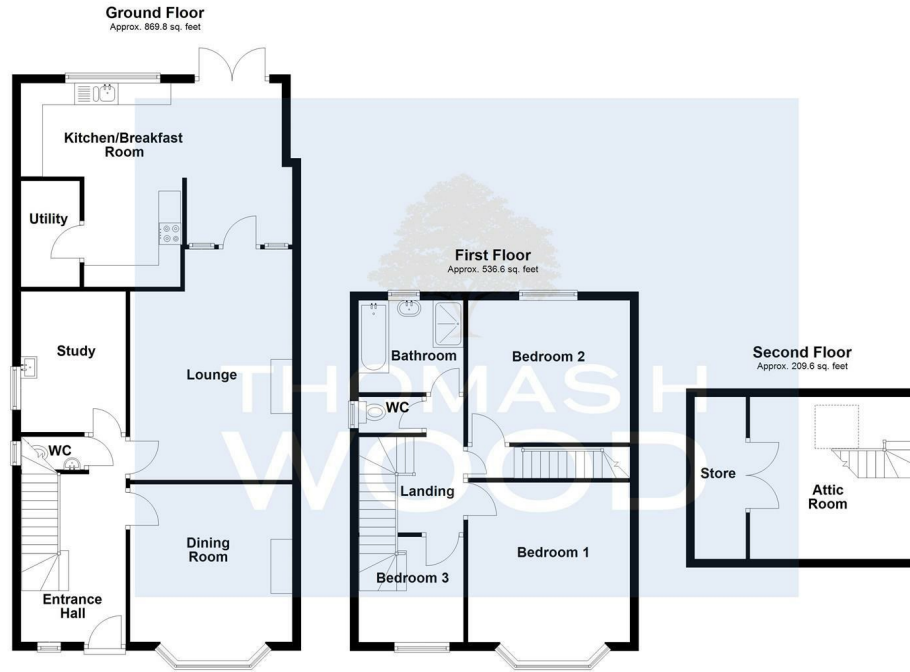 Ground Floor
Approx. 869.8 sq. feet
Kitchen/Breakfast
Room
Utility
Study
Lounge
WC
Dining
Room
Entrance
Hall
First Floor
Approx. 536.6 sq. feet
Bathroom
Bedroom 2
WC
Landing
Bedroom 3
Bedroom 1
Second Floor
Approx. 209.6 sq. feet
Store
Attic
Room
THOMAS H
WOOD